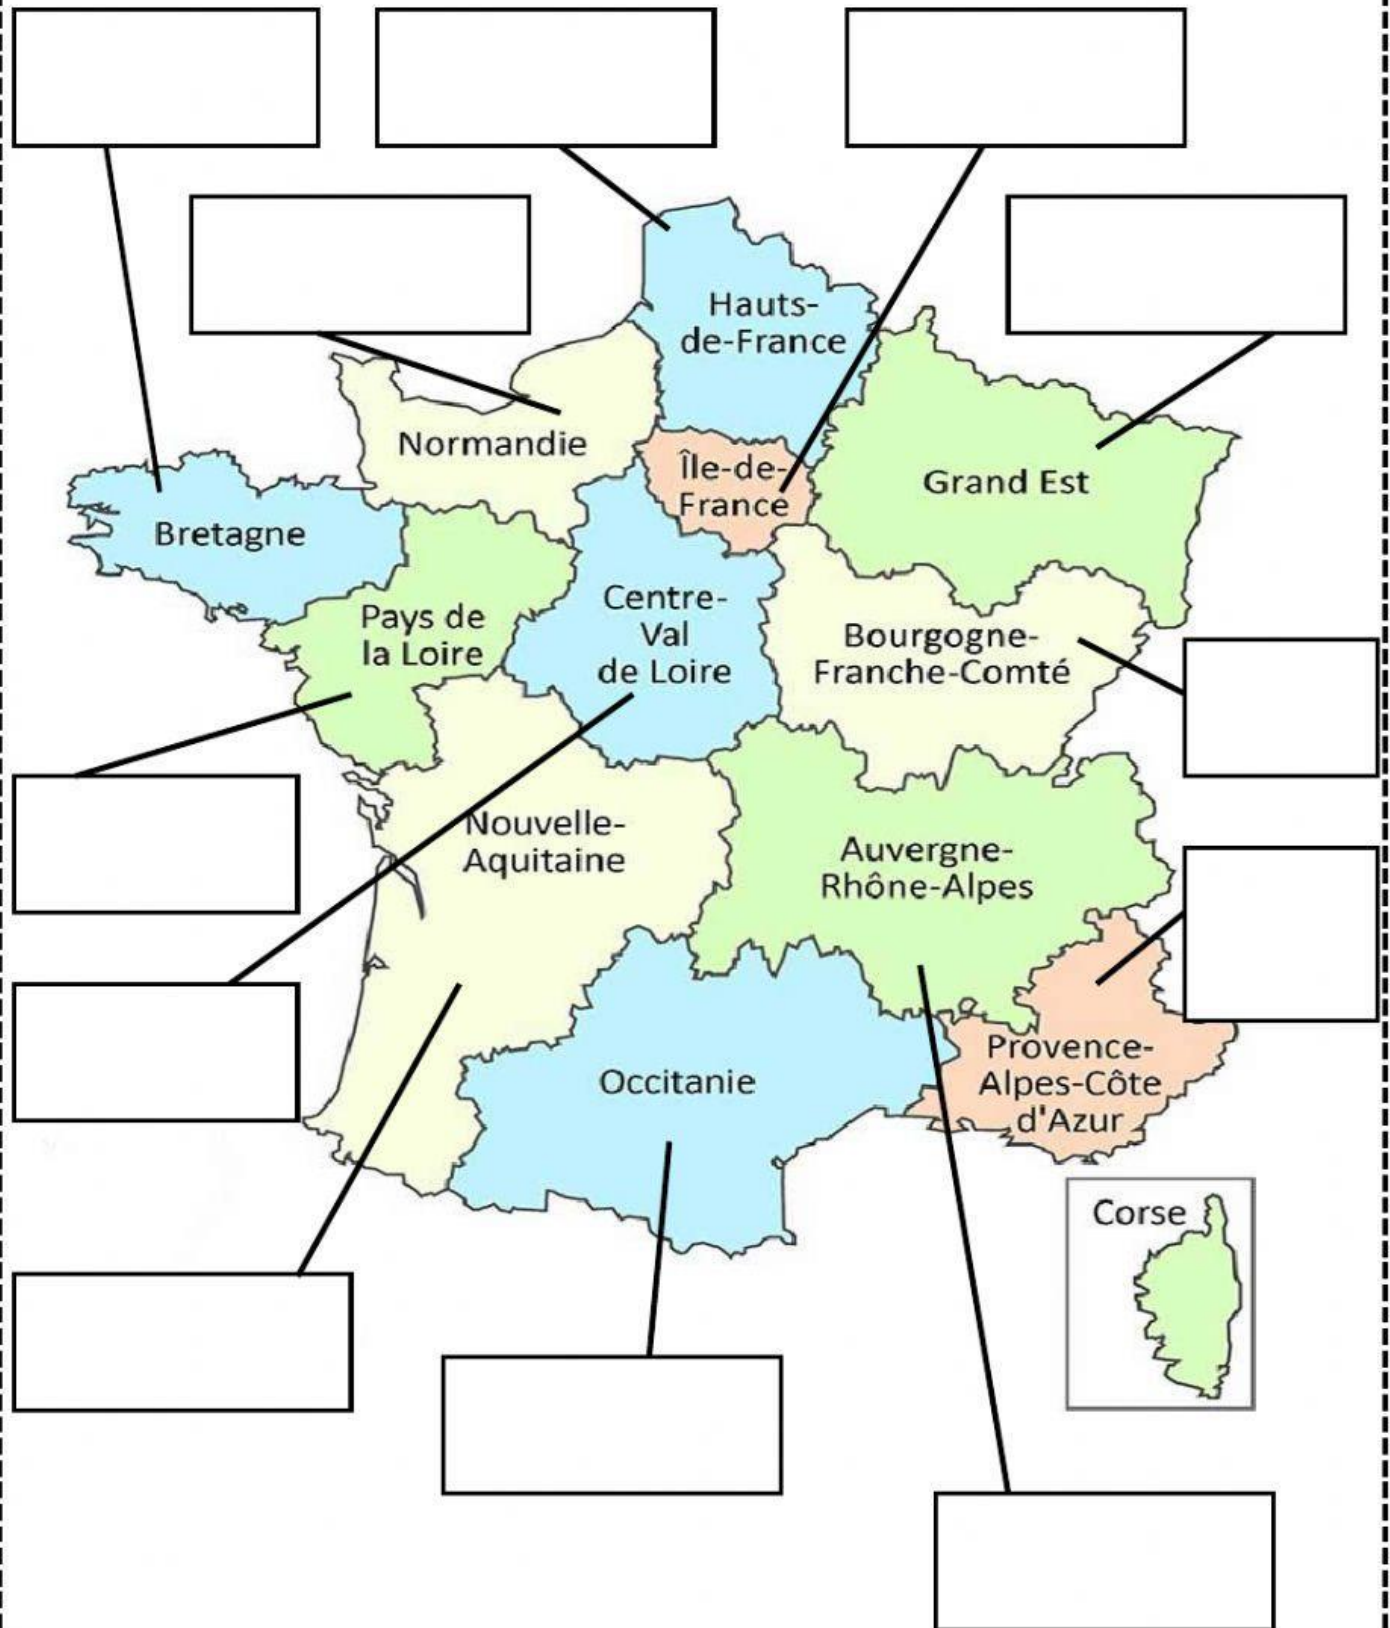 Hauts-
de-France
Normandie
Île-de-
France
Grand Est
Bretagne
Pays de
la Loire
Centre-
Val
de Loire
Bourgogne-
Franche-Comté
Nouvelle-
Aquitaine
Auvergne-
Rhône-Alpes
Occitanie
Provence-
Alpes-Côte
d'Azur
Corse